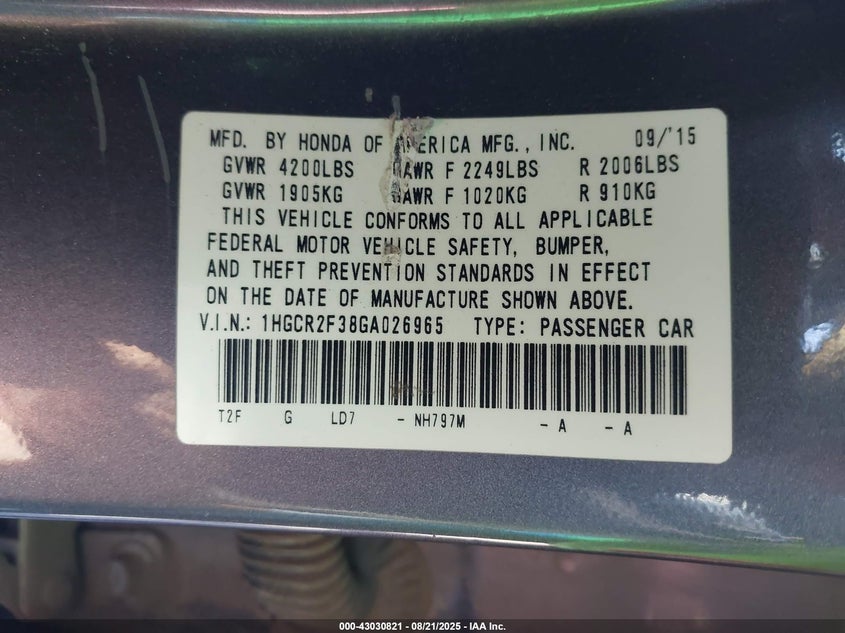 MFD. BY HONDA OF AMERICA MFG., INC. 09/'15
GVWR 4200LBS GAWR F 2249LBS R 2006LBS
GVWR 1905KG GAWR F 1020KG R 910KG
THIS VEHICLE CONFORMS TO ALL APPLICABLE
FEDERAL MOTOR VEHICLE SAFETY, BUMPER,
AND THEFT PREVENTION STANDARDS IN EFFECT
ON THE DATE OF MANUFACTURE SHOWN ABOVE.
V.I.N.: 1HGCR2F38GA026965 TYPE: PASSENGER CAR
T2F G LD7 - NH797M - A - A
000-43030821 - 08/21/2025 - IAA Inc.